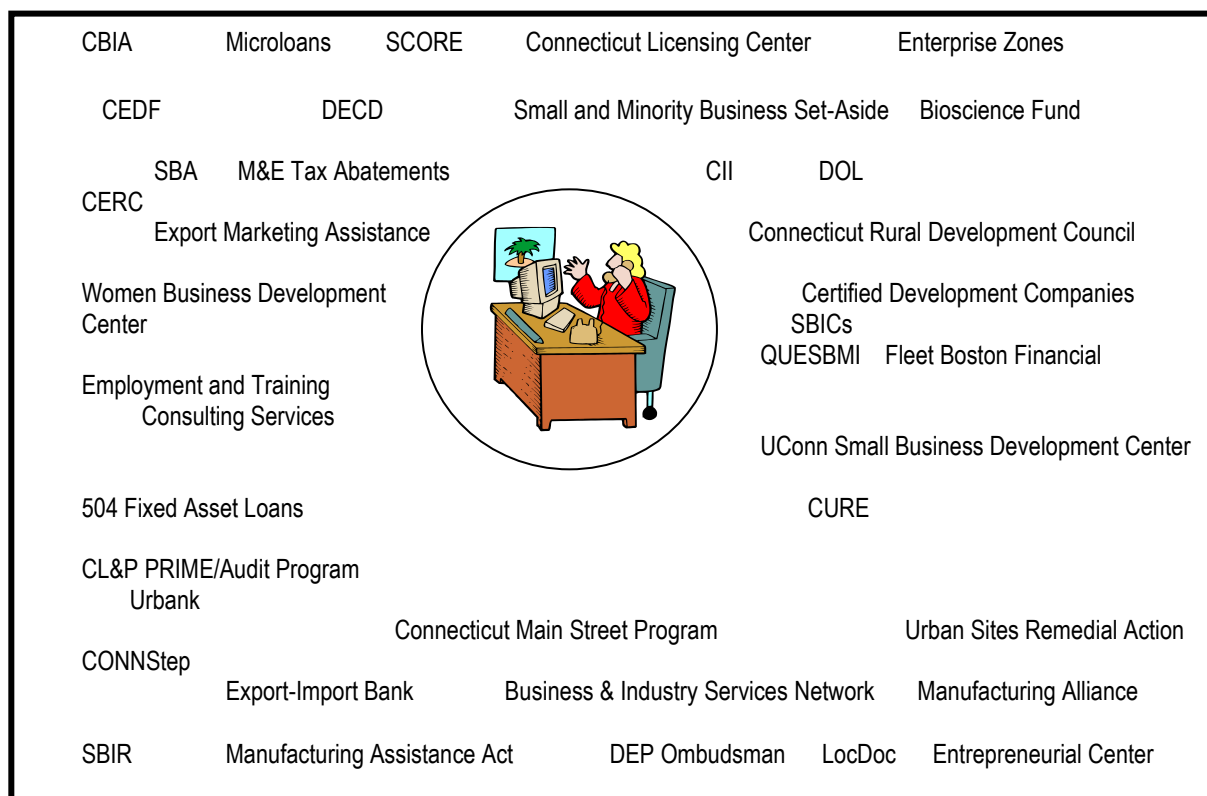 CBIA Microloans SCORE Connecticut Licensing Center Enterprise Zones
CEDF DECD Small and Minority Business Set-Aside Bioscience Fund
SBA M&E Tax Abatements CII DOL
CERC
Export Marketing Assistance Connecticut Rural Development Council
Women Business Development Certified Development Companies
Center SBICs
QUESBMI Fleet Boston Financial
Employment and Training
Consulting Services
UConn Small Business Development Center
504 Fixed Asset Loans CURE
CL&P PRIME/Audit Program
Urbank
Connecticut Main Street Program Urban Sites Remedial Action
CONNStep
Export-Import Bank Business & Industry Services Network Manufacturing Alliance
SBIR Manufacturing Assistance Act DEP Ombudsman LocDoc Entrepreneurial Center